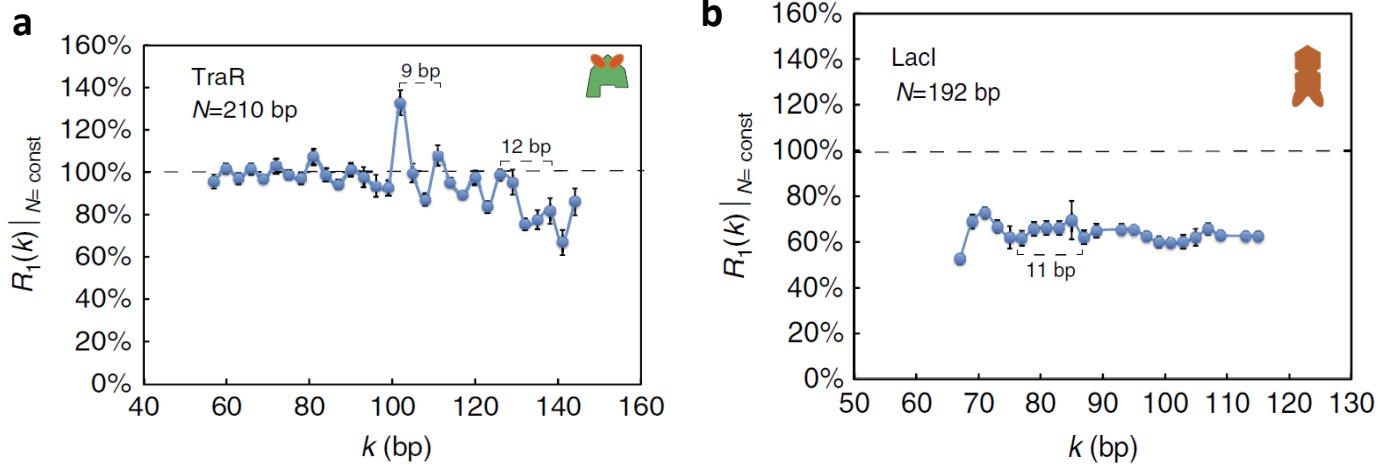 a
160%
140%
120%
100%
80%
60%
40%
20%
0%
R₁(k)|N= const
TraR
N=210 bp
9 bp
12 bp
40 60 80 100 120 140 160
k (bp)
b
160%
140%
120%
100%
80%
60%
40%
20%
0%
R₁(k)|N= const
LacI
N=192 bp
11 bp
50 60 70 80 90 100 110 120 130
k (bp)